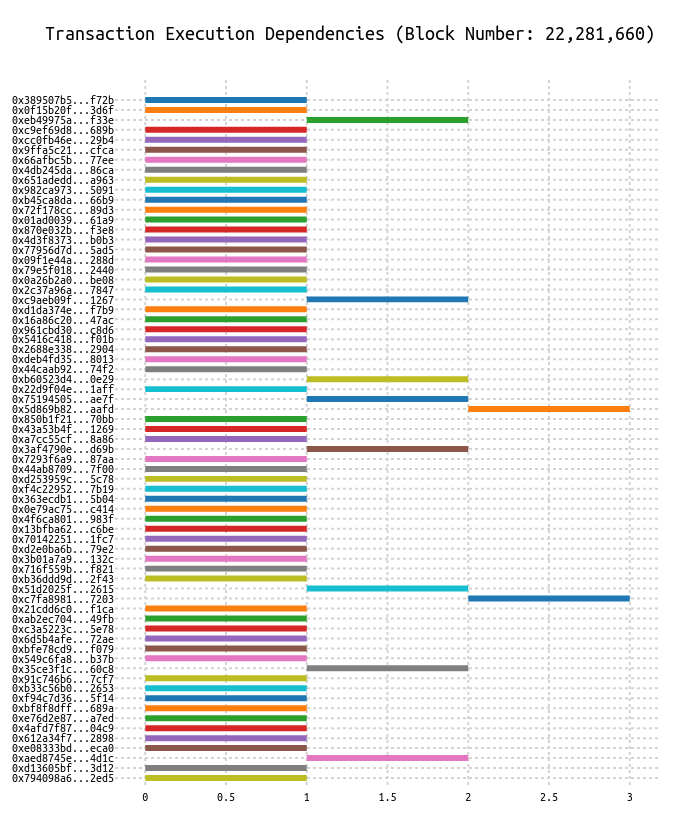 Transaction Execution Dependencies (Block Number: 22,281,660)
0x389507b5...f72b
0x0f15b20f...3d6f
0xeb49975a...f33e
0xc9ef69d8...689b
0xcc0fb46e...29b4
0x9ffa5c21...cfca
0x66afbc5b...77ee
0x4db245da...86ca
0x651adedd...a963
0x982ca973...5091
0xb45ca8da...66b9
0x72f178cc...89d3
0x01ad0039...61a9
0x870e032b...f3e8
0x4d3f8373...b0b3
0x77956d7d...5ad5
0x09f1e44a...288d
0x79e5f018...2440
0x0a26b2a0...be08
0x2c37a96a...7847
0xc9aeb09f...1267
0xd1da374e...f7b9
0x16a86c20...47ac
0x961cbd30...c8d6
0x5416c418...f01b
0x2688e338...2904
0xdeb4fd35...8013
0x44caab92...74f2
0xb60523d4...0e29
0x22d9f04e...1aff
0x75194505...ae7f
0x5d869b82...aafd
0x850b1f21...70bb
0x43a53b4f...1269
0xa7cc55cf...8a86
0x3af4790e...d69b
0x7293f6a9...87aa
0x44ab8709...7f00
0xd253959c...5c78
0xf4c22952...7b19
0x363ecdb1...5b04
0x0e79ac75...c414
0x4f6ca801...983f
0x13bfba62...c6be
0x70142251...1fc7
0xd2e0ba6b...79e2
0x3b01a7a9...132c
0x716f559b...f821
0xb36ddd9d...2f43
0x51d2025f...2615
0xc7fa8981...7203
0x21cdd6c0...f1ca
0xab2ec704...49fb
0xc3a5223c...5e78
0x6d5b4afe...72ae
0xbfe78cd9...f079
0x549c6fa8...b37b
0x35ce3f1c...60c8
0x91c746b6...7cf7
0xb33c56b0...2653
0xf94c7d36...5f14
0xbf8f8dff...689a
0xe76d2e87...a7ed
0x4afd7f87...04c9
0x612a34f7...2898
0xe08333bd...eca0
0xaed8745e...4d1c
0xd13605bf...3d12
0x794098a6...2ed5
0 0.5 1 1.5 2 2.5 3